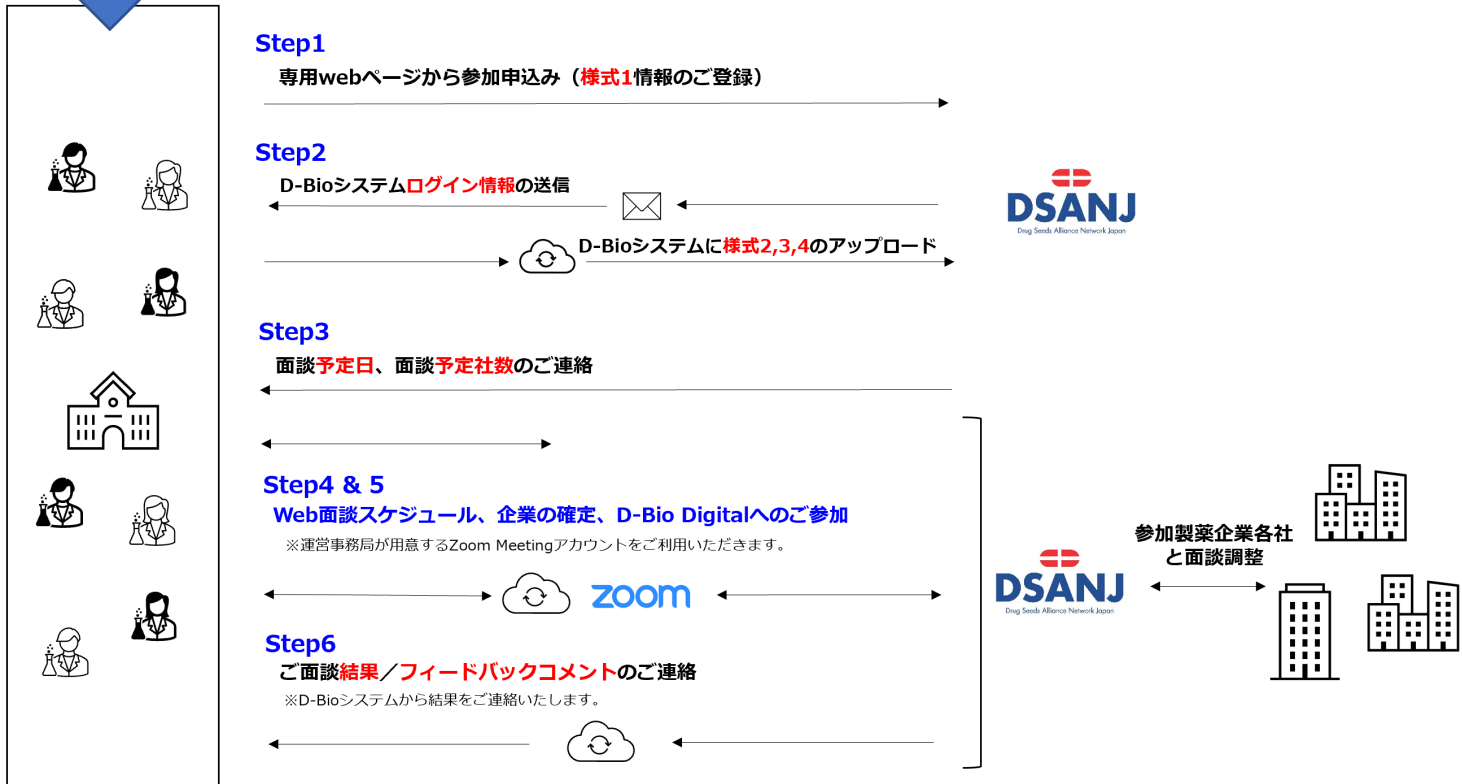 Step1
専用webページから参加申込み（様式1情報のご登録）
Step2
D-Bioシステムログイン情報の送信
DSANJ
Drug Seeds Alliance Network Japan
D-Bioシステムに様式2,3,4のアップロード
Step3
面談予定日、面談予定社数のご連絡
Step4 & 5
Web面談スケジュール、企業の確定、D-Bio Digitalへのご参加
※運営事務局が用意するZoom Meetingアカウントをご利用いただきます。
参加製薬企業各社
と面談調整
zoom
DSANJ
Drug Seeds Alliance Network Japan
Step6
ご面談結果／フィードバックコメントのご連絡
※D-Bioシステムから結果をご連絡いたします。